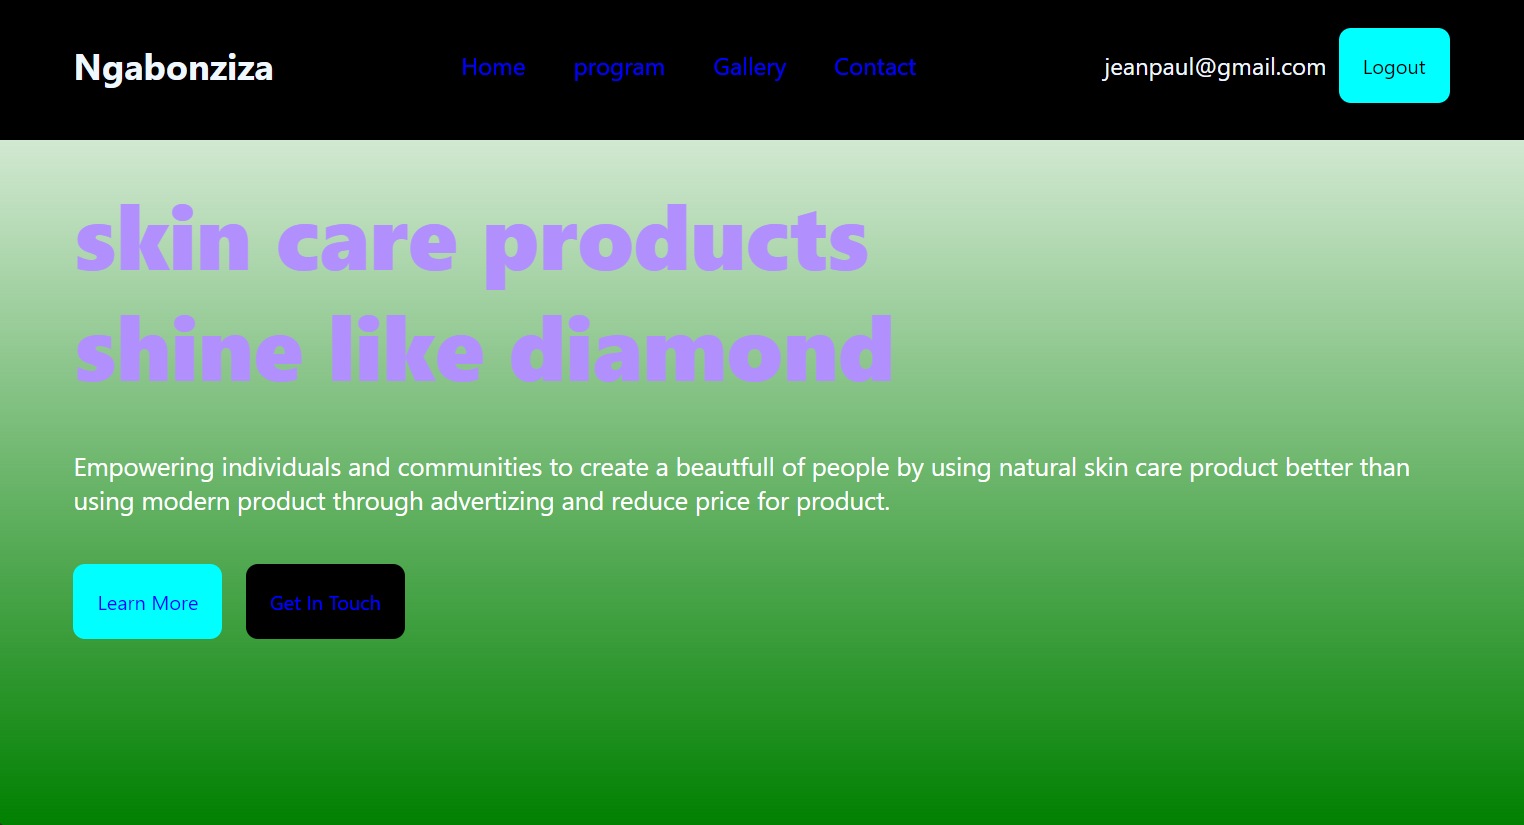 Ngabonziza
Home program Gallery Contact
jeanpaul@gmail.com Logout
skin care products
shine like diamond
Empowering individuals and communities to create a beautfull of people by using natural skin care product better than
using modern product through advertizing and reduce price for product.
Learn More Get In Touch